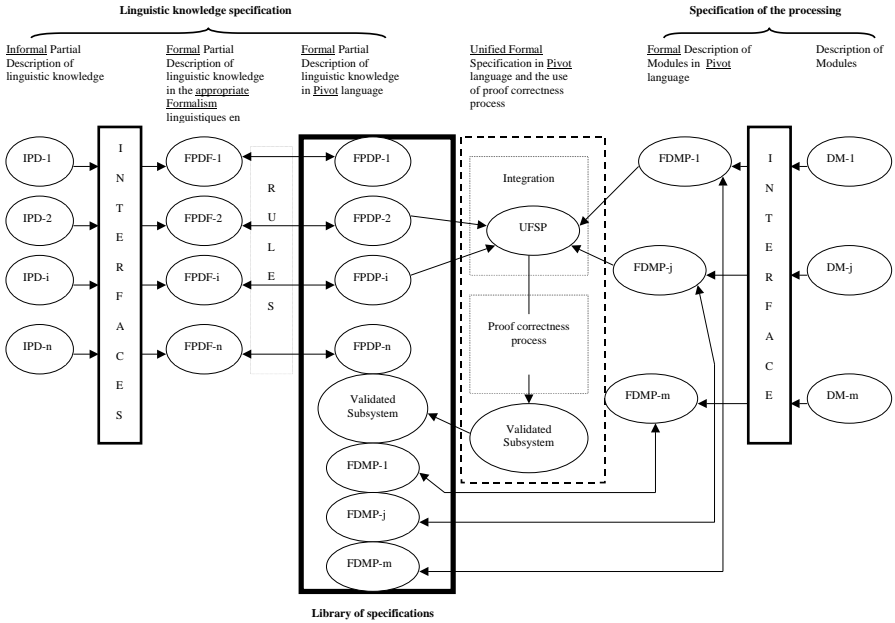 Linguistic knowledge specification
Specification of the processing
Informal Partial
Description of
linguistic knowledge
Formal Partial
Description of
linguistic knowledge
in the appropriate
Formalism
linguistiques en
Formal Partial
Description of
linguistic knowledge
in Pivot language
Unified Formal
Specification in Pivot
language and the use
of proof correctness
process
Formal Description of
Modules in Pivot
language
Description of
Modules
IPD-1
IPD-2
IPD-i
IPD-n
I
N
T
E
R
F
A
C
E
S
FPDF-1
FPDF-2
FPDF-i
FPDF-n
R
U
L
E
S
FPDP-1
FPDP-2
FPDP-i
FPDP-n
Validated
Subsystem
FDMP-1
FDMP-j
FDMP-m
Integration
UFSP
Proof correctness
process
Validated
Subsystem
FDMP-1
FDMP-j
FDMP-m
I
N
T
E
R
F
A
C
E
DM-1
DM-j
DM-m
Library of specifications